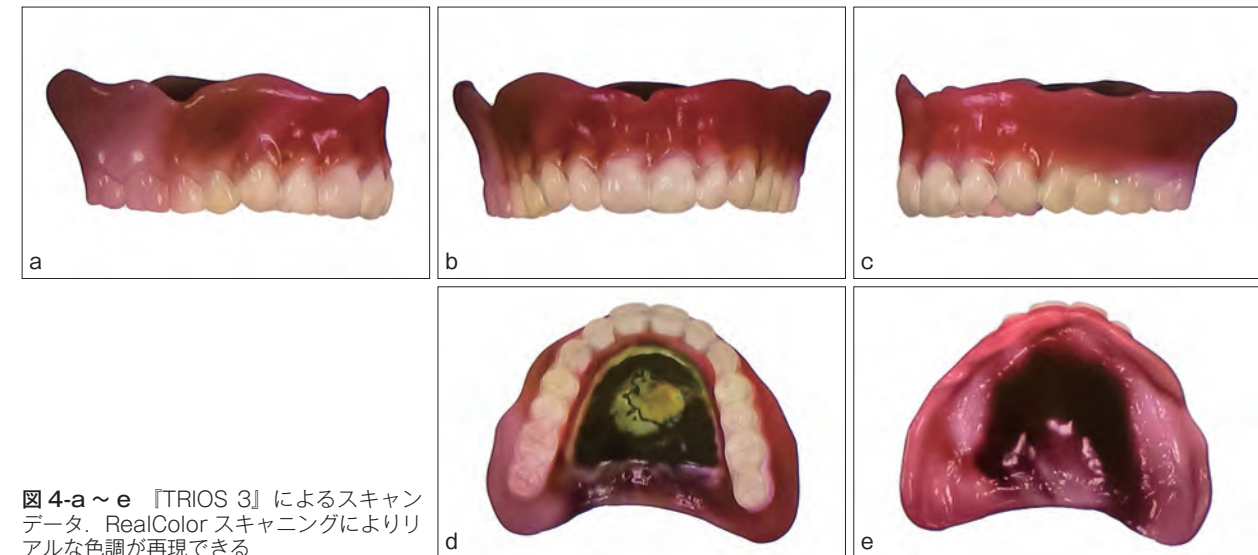 a
b
c
図 4-a ~ e 『TRIOS 3』によるスキャン
データ．RealColor スキャニングによりリ
アルな色調が再現できる
d
e